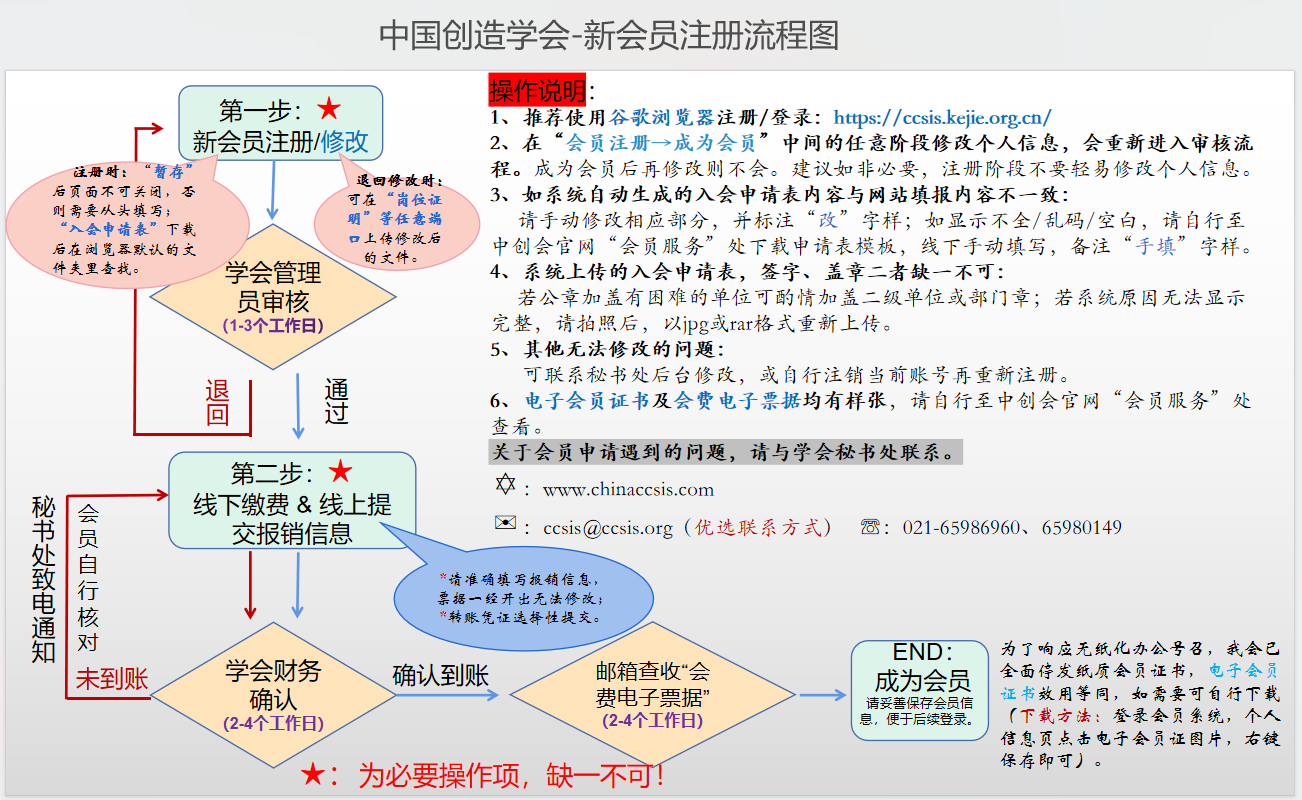 中国创造学会-新会员注册流程图
第一步：★
新会员注册/修改
注册时：“暂存”
后页面不可关闭，否
则需要从头填写；
“入会申请表”下载
后在浏览器默认的文
件夹里查找。
退回修改时：
可在“岗位证
明”等任意端
口上传修改后
的文件。
学会管理
员审核
（1-3个工作日）
退回
通过
第二步：★
线下缴费 & 线上提
交报销信息
*请准确填写报销信息，
票据一经开出无法修改；
*转账凭证选择性提交。
秘书处致电通知
会员自行核对
未到账
学会财务
确认
（2-4个工作日）
确认到账
邮箱查收“会
费电子票据”
（2-4个工作日）
END：
成为会员
请妥善保存会员信
息，便于后续登录。
★：为必要操作项，缺一不可！
操作说明：
1、推荐使用谷歌浏览器注册/登录：https://ccsis.kejie.org.cn/
2、在“会员注册→成为会员”中间的任意阶段修改个人信息，会重新进入审核流
程。成为会员后再修改则不会。建议如非必要，注册阶段不要轻易修改个人信息。
3、如系统自动生成的入会申请表内容与网站填报内容不一致：
请手动修改相应部分，并标注“改”字样；如显示不全/乱码/空白，请自行至
中创会官网“会员服务”处下载申请表模板，线下手动填写，备注“手填”字样。
4、系统上传的入会申请表，签字、盖章二者缺一不可：
若公章加盖有困难的单位可酌情加盖二级单位或部门章；若系统原因无法显示
完整，请拍照后，以jpg或rar格式重新上传。
5、其他无法修改的问题：
可联系秘书处后台修改，或自行注销当前账号再重新注册。
6、电子会员证书及会费电子票据均有样张，请自行至中创会官网“会员服务”处
查看。
关于会员申请遇到的问题，请与学会秘书处联系。
✡：www.chinaccsis.com
✉：ccsis@ccsis.org（优选联系方式） ☏：021-65986960、65980149
为了响应无纸化办公号召，我会已
全面停发纸质会员证书，电子会员
证书效用等同，如需要可自行下载
（下载方法：登录会员系统，个人
信息页点击电子会员证图片，右键
保存即可）。